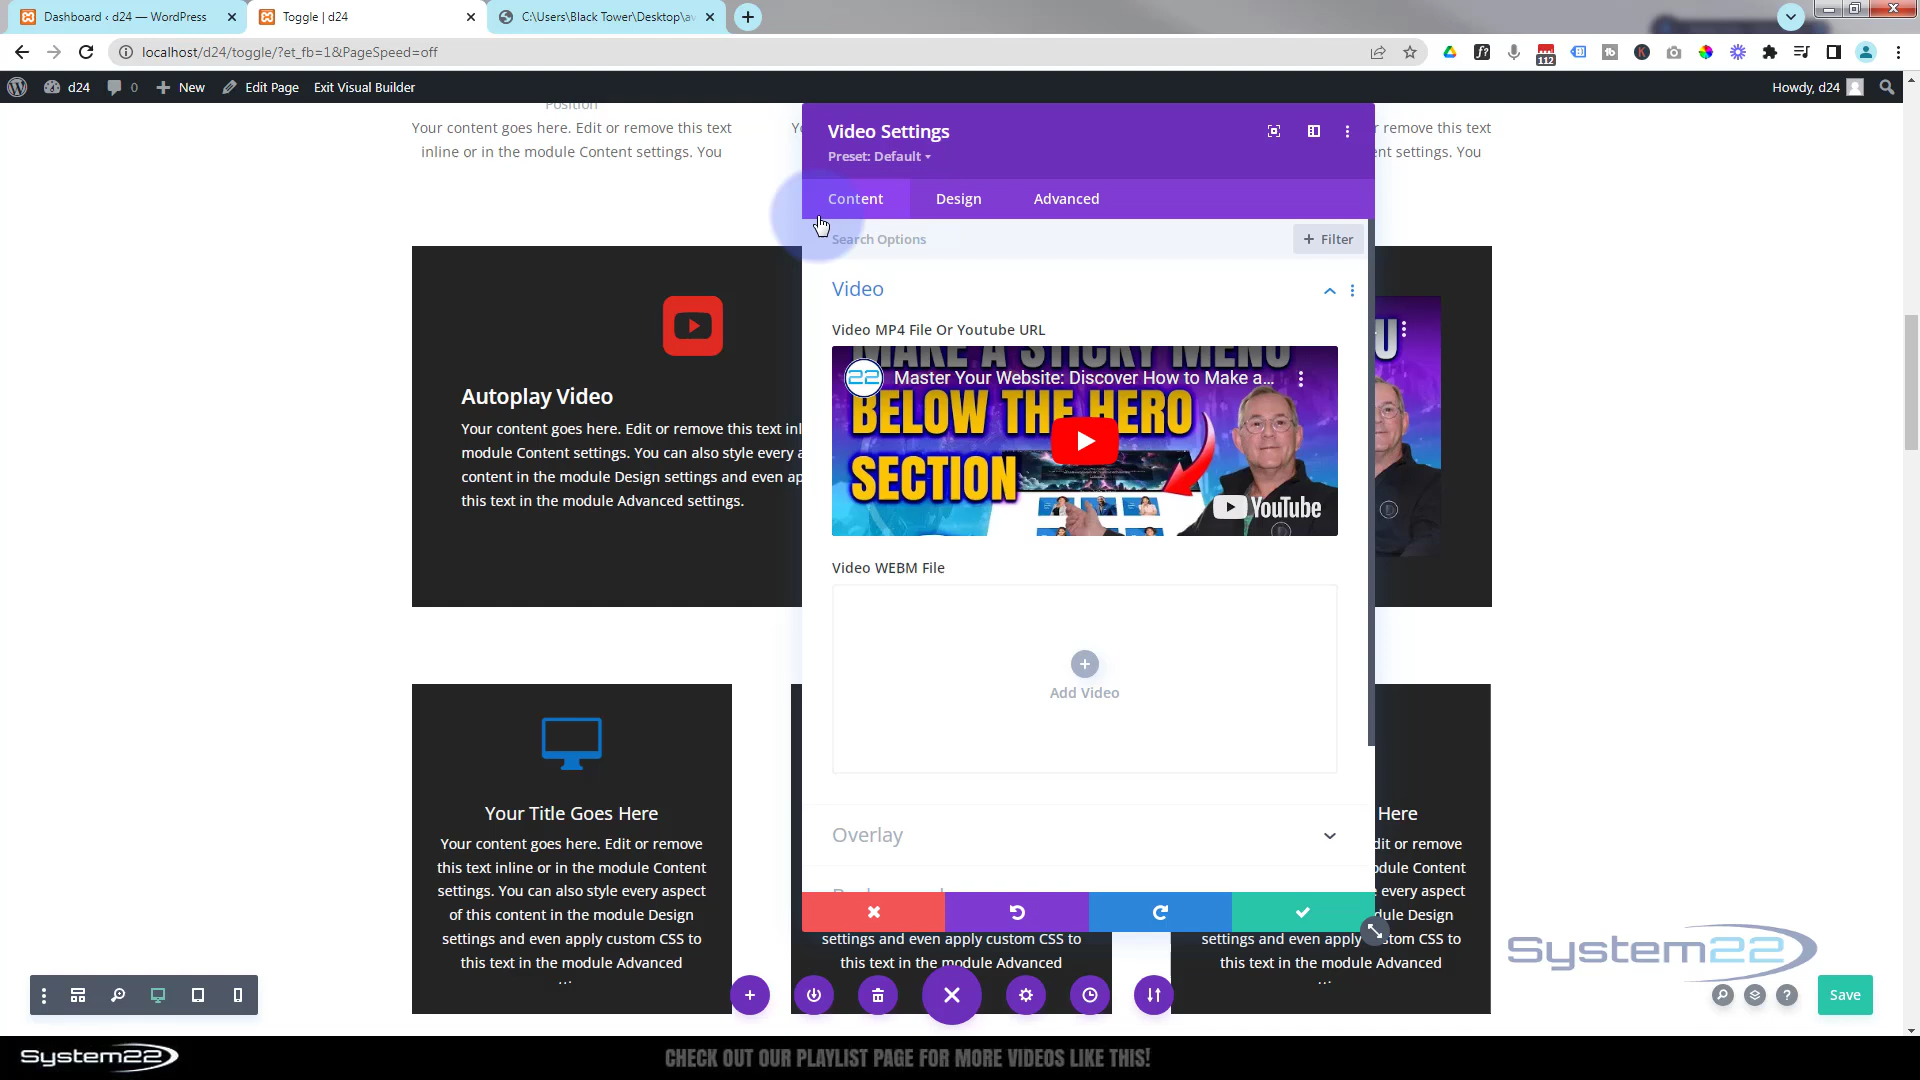 Dashboard ‹ d24 — WordPress
Toggle | d24
C:\Users\Black Tower\Desktop\av
localhost/d24/toggle/?et_fb=1&PageSpeed=off
112
d24
0
New
Edit Page
Exit Visual Builder
Howdy, d24
Position
Your content goes here. Edit or remove this text
inline or in the module Content settings. You
r remove this text
ent settings. You
Video Settings
Preset: Default
Content
Design
Advanced
Search Options
+ Filter
Video
Video MP4 File Or Youtube URL
MAKE A STICKY MENU
22
Master Your Website: Discover How to Make a...
BELOW THE HERO
SECTION
YouTube
Video WEBM File
Add Video
Overlay
Autoplay Video
Your content goes here. Edit or remove this text inl
module Content settings. You can also style every a
content in the module Design settings and even ap
this text in the module Advanced settings.
U
Your Title Goes Here
Your content goes here. Edit or remove
this text inline or in the module Content
settings. You can also style every aspect
of this content in the module Design
settings and even apply custom CSS to
this text in the module Advanced
...
settings and even apply custom CSS to
this text in the module Advanced
Here
dit or remove
odule Content
e every aspect
dule Design
settings and even apply custom CSS to
this text in the module Advanced
...
System22
Save
System22
CHECK OUT OUR PLAYLIST PAGE FOR MORE VIDEOS LIKE THIS!